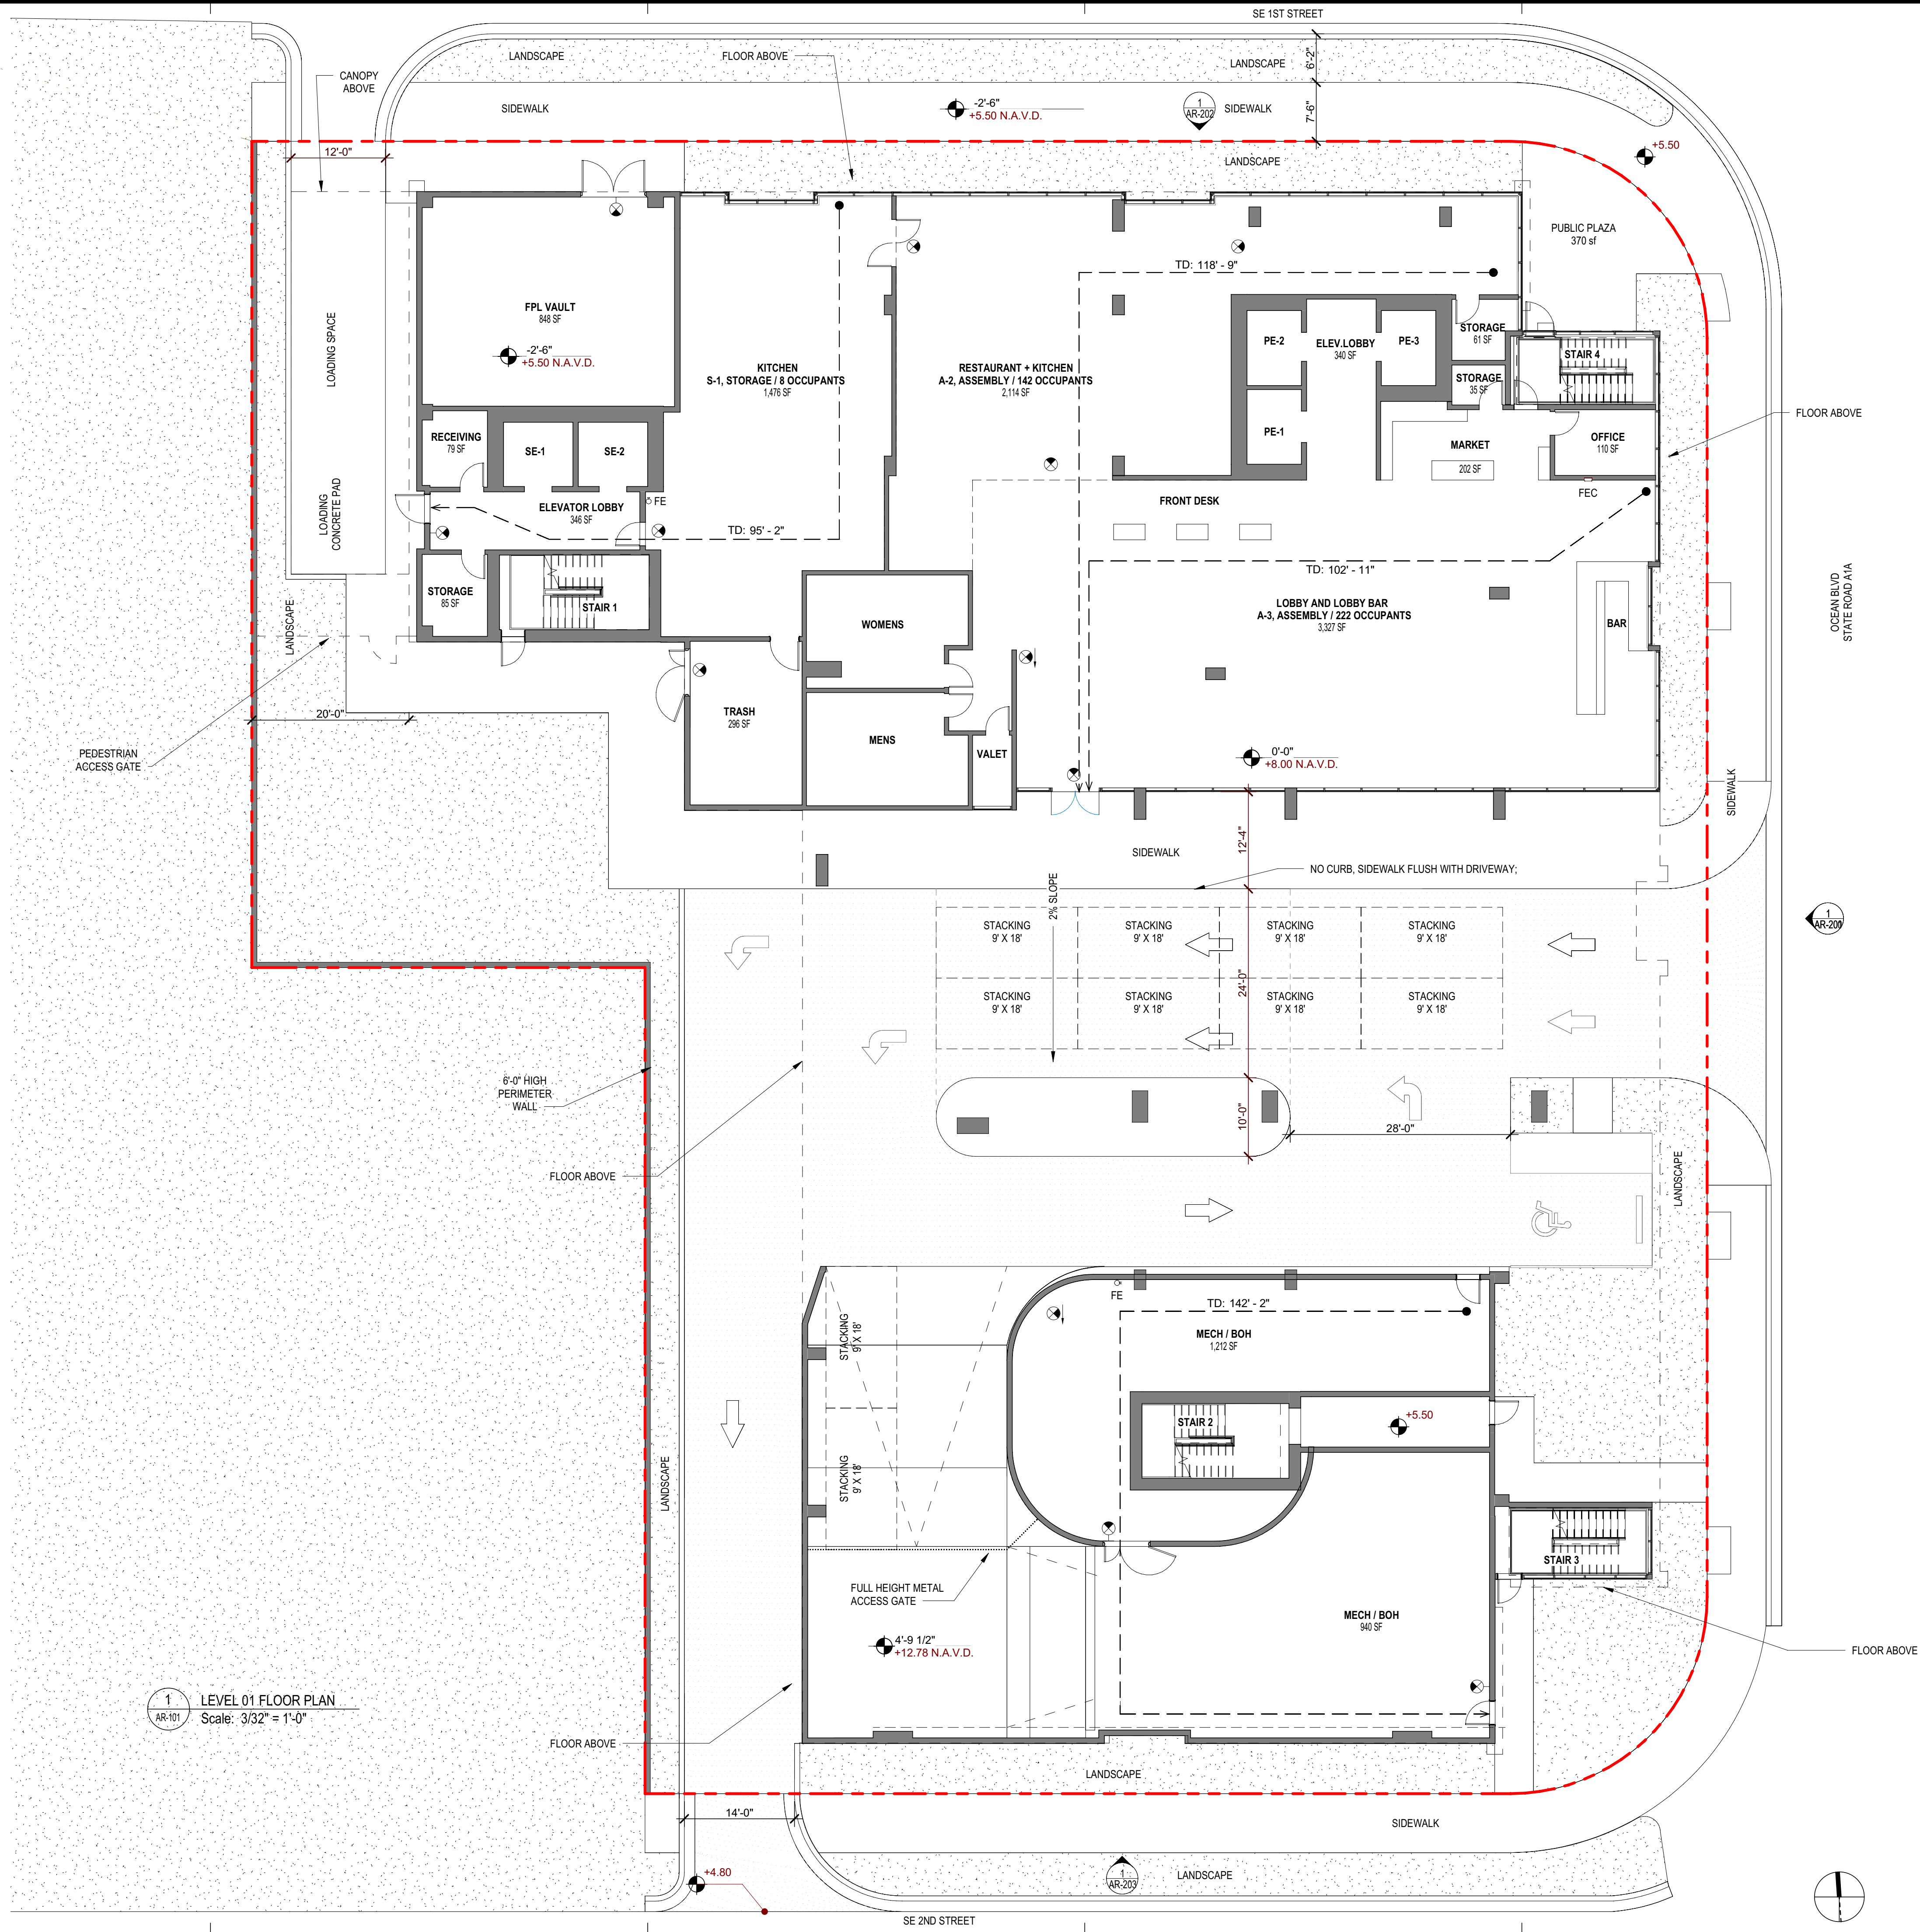 SE 1ST STREET
LANDSCAPE
FLOOR ABOVE
LANDSCAPE
6'-2"
CANOPY
ABOVE
SIDEWALK
-2'-6"
+5.50 N.A.V.D.
1
AR-202
SIDEWALK
7'-6"
+5.50
12'-0"
LANDSCAPE
PUBLIC PLAZA
370 sf
TD: 118' - 9"
LOADING SPACE
FPL VAULT
848 SF
-2'-6"
+5.50 N.A.V.D.
KITCHEN
S-1, STORAGE / 8 OCCUPANTS
1,476 SF
RESTAURANT + KITCHEN
A-2, ASSEMBLY / 142 OCCUPANTS
2,114 SF
PE-2
ELEV.LOBBY
340 SF
PE-3
STORAGE
61 SF
STAIR 4
STORAGE
35 SF
FLOOR ABOVE
RECEIVING
79 SF
SE-1
SE-2
PE-1
MARKET
202 SF
OFFICE
110 SF
FEC
LOADING
CONCRETE PAD
ELEVATOR LOBBY
346 SF
FE
FRONT DESK
TD: 95' - 2"
TD: 102' - 11"
STORAGE
85 SF
STAIR 1
LOBBY AND LOBBY BAR
A-3, ASSEMBLY / 222 OCCUPANTS
3,327 SF
BAR
OCEAN BLVD
STATE ROAD A1A
LANDSCAPE
WOMENS
20'-0"
TRASH
296 SF
MENS
VALET
PEDESTRIAN
ACCESS GATE
0'-0"
+8.00 N.A.V.D.
SIDEWALK
SIDEWALK
12'-4"
NO CURB, SIDEWALK FLUSH WITH DRIVEWAY;
2% SLOPE
STACKING
9' X 18'
STACKING
9' X 18'
STACKING
9' X 18'
STACKING
9' X 18'
1
AR-200
24'-0"
STACKING
9' X 18'
STACKING
9' X 18'
STACKING
9' X 18'
STACKING
9' X 18'
6'-0" HIGH
PERIMETER
WALL
10'-0"
28'-0"
FLOOR ABOVE
LANDSCAPE
FE
TD: 142' - 2"
STACKING
9' X 18'
MECH / BOH
1,212 SF
STAIR 2
+5.50
STACKING
9' X 18'
LANDSCAPE
STAIR 3
FULL HEIGHT METAL
ACCESS GATE
MECH / BOH
940 SF
4'-9 1/2"
+12.78 N.A.V.D.
FLOOR ABOVE
1
AR-101
LEVEL 01 FLOOR PLAN
Scale: 3/32" = 1'-0"
FLOOR ABOVE
LANDSCAPE
14'-0"
SIDEWALK
+4.80
1
AR-203
LANDSCAPE
SE 2ND STREET